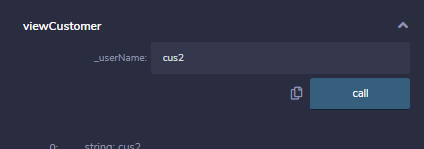 viewCustomer
_userName: cus2
call
0: string: cus2